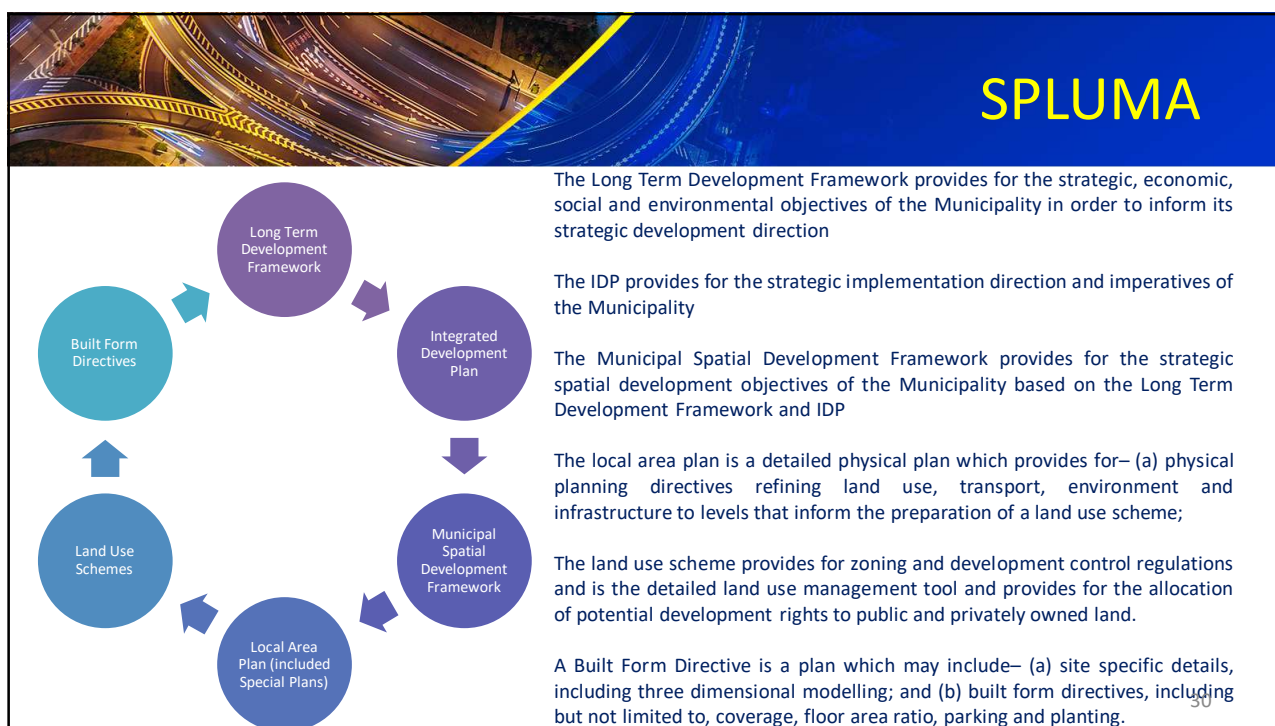 SPLUMA
Long Term
Development
Framework
Integrated
Development
Plan
Municipal
Spatial
Development
Framework
Local Area
Plan (included
Special Plans)
Land Use
Schemes
Built Form
Directives
The Long Term Development Framework provides for the strategic, economic,
social and environmental objectives of the Municipality in order to inform its
strategic development direction
The IDP provides for the strategic implementation direction and imperatives of
the Municipality
The Municipal Spatial Development Framework provides for the strategic
spatial development objectives of the Municipality based on the Long Term
Development Framework and IDP
The local area plan is a detailed physical plan which provides for– (a) physical
planning directives refining land use, transport, environment and
infrastructure to levels that inform the preparation of a land use scheme;
The land use scheme provides for zoning and development control regulations
and is the detailed land use management tool and provides for the allocation
of potential development rights to public and privately owned land.
A Built Form Directive is a plan which may include– (a) site specific details,
including three dimensional modelling; and (b) built form directives, including
but not limited to, coverage, floor area ratio, parking and planting.
30